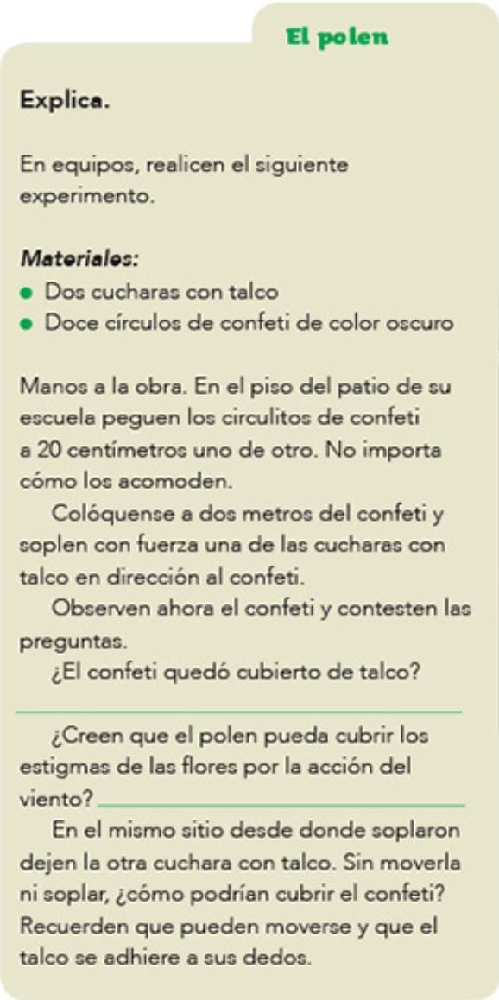 El polen
Explica.
En equipos, realicen el siguiente
experimento.
Materiales:
● Dos cucharas con talco
● Doce círculos de confeti de color oscuro
Manos a la obra. En el piso del patio de su
escuela peguen los circulitos de confeti
a 20 centímetros uno de otro. No importa
cómo los acomoden.
Colóquense a dos metros del confeti y
soplen con fuerza una de las cucharas con
talco en dirección al confeti.
Observen ahora el confeti y contesten las
preguntas.
¿El confeti quedó cubierto de talco?
¿Creen que el polen pueda cubrir los
estigmas de las flores por la acción del
viento?
En el mismo sitio desde donde soplaron
dejen la otra cuchara con talco. Sin moverla
ni soplar, ¿cómo podrían cubrir el confeti?
Recuerden que pueden moverse y que el
talco se adhiere a sus dedos.